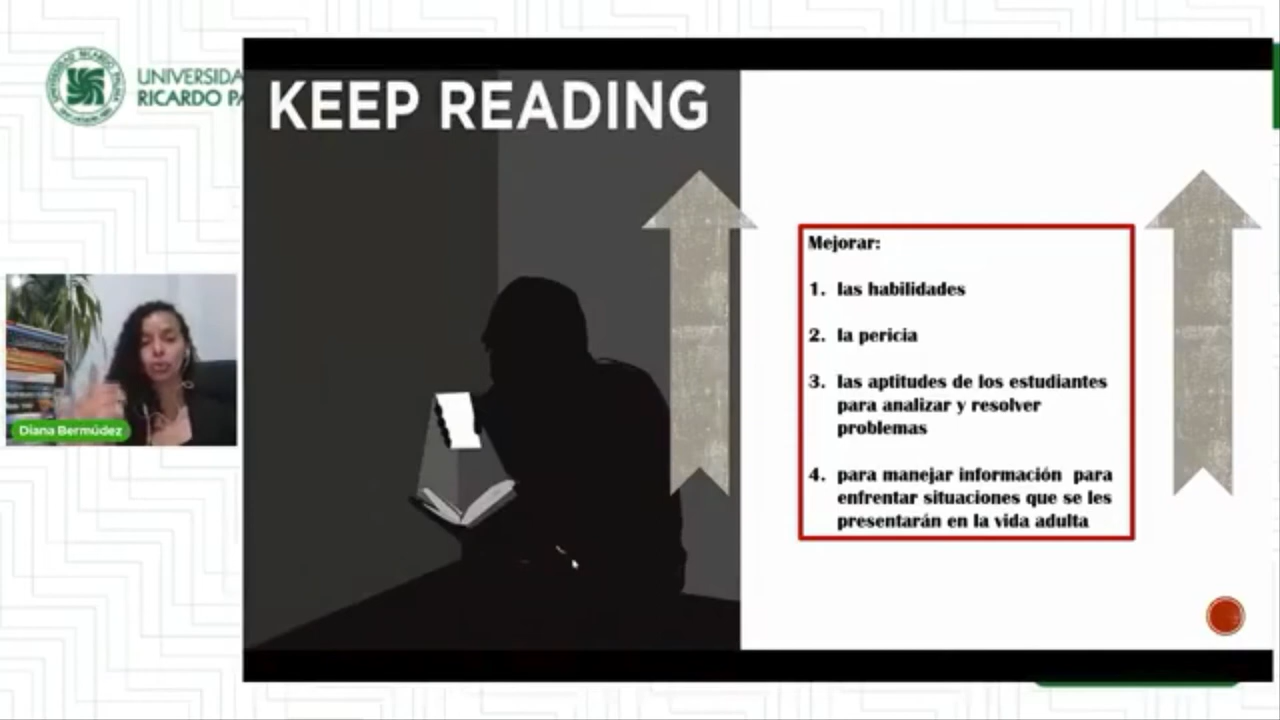 UNIVERSIDA
RICARDO PA
KEEP READING
Mejorar:
1. las habilidades
2. la pericia
3. las aptitudes de los estudiantes
para analizar y resolver
problemas
4. para manejar información para
enfrentar situaciones que se les
presentarán en la vida adulta
Diana Bermúdez